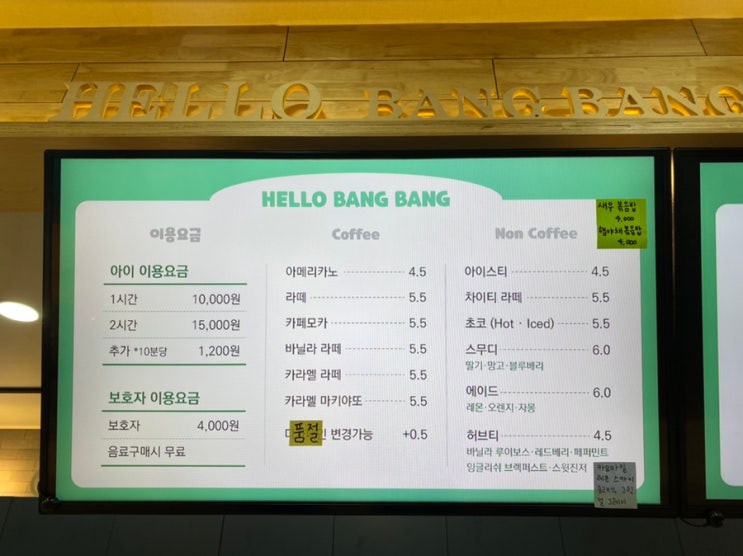 HELLO BANG BANG
HELLO BANG BANG
이용요금
아이 이용요금
1시간 10,000원
2시간 15,000원
추가 *10분당 1,200원
보호자 이용요금
보호자 4,000원
음료구매시 무료
Coffee
아메리카노 4.5
라떼 5.5
카페모카 5.5
바닐라 라떼 5.5
카라멜 라떼 5.5
카라멜 마키야또 5.5
품절 변경가능 +0.5
Non Coffee
새우 볶음밥
4,000
햄야채 볶음밥
4,000
아이스티 4.5
차이티 라떼 5.5
초코 (Hot · Iced) 5.5
스무디 6.0
딸기·망고·블루베리
에이드 6.0
레몬·오렌지·자몽
허브티 4.5
바닐라 루이보스·레드베리·페퍼민트
잉글리쉬 브렉퍼스트·스윗진저
카모마일